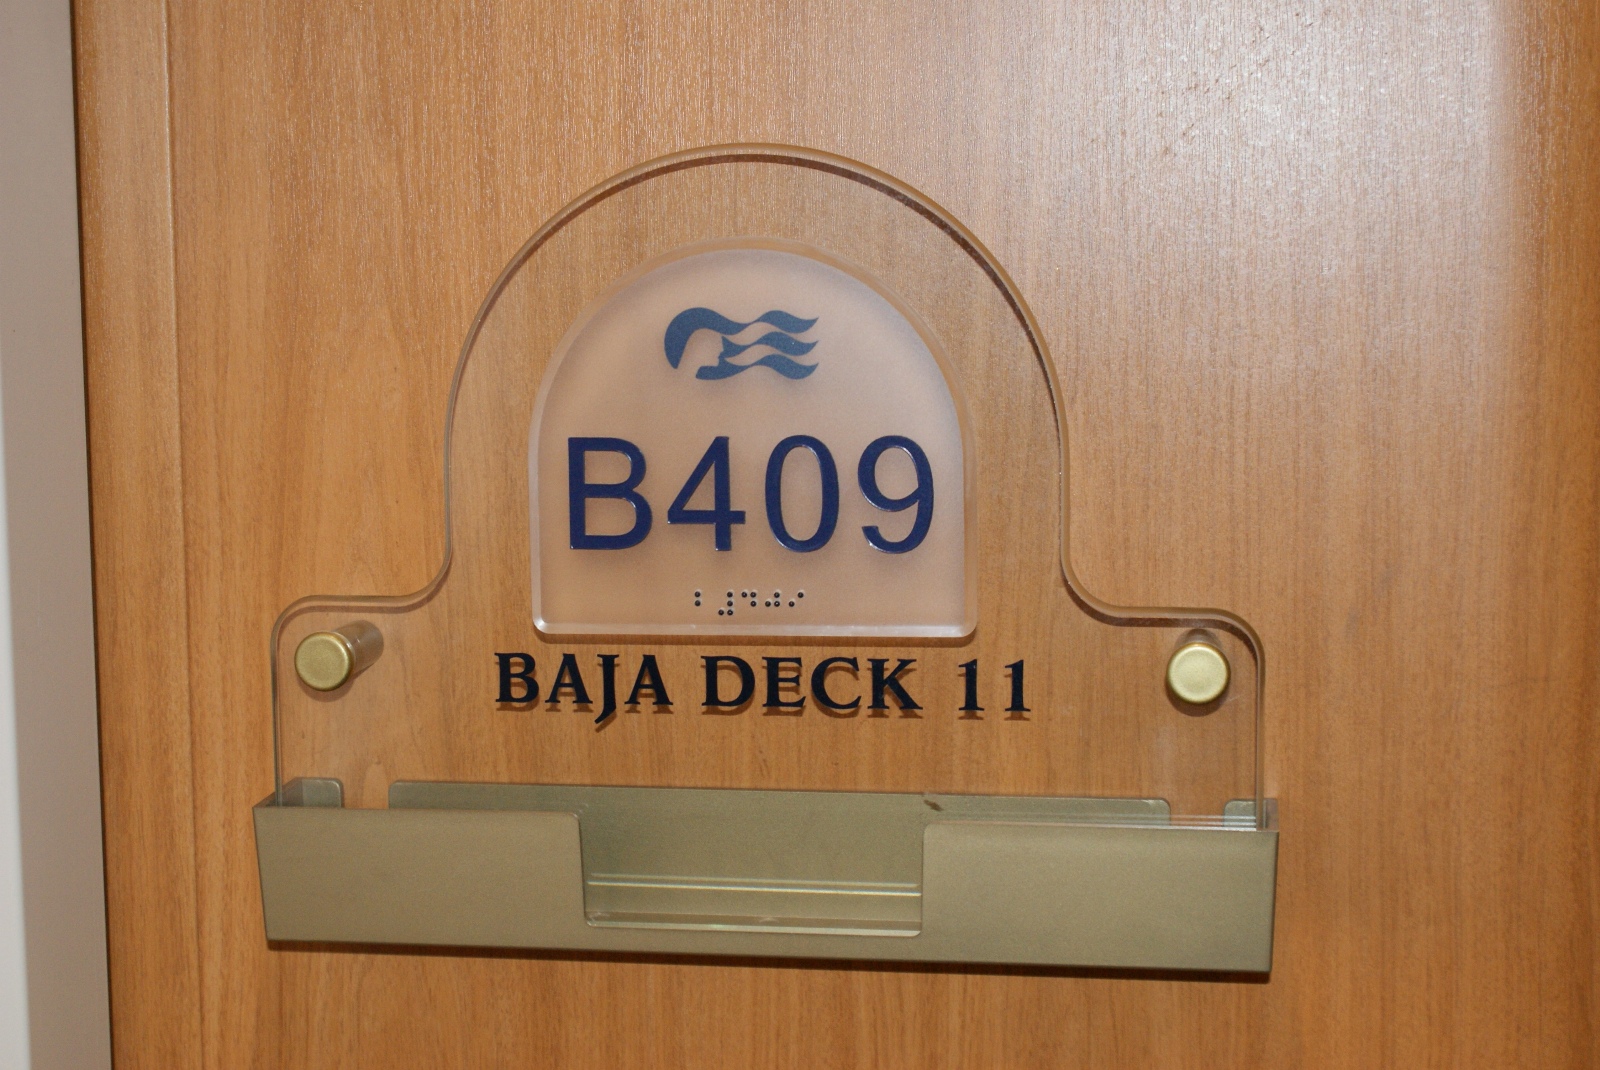 B409
⠃⠼⠙⠚⠊
BAJA DECK 11